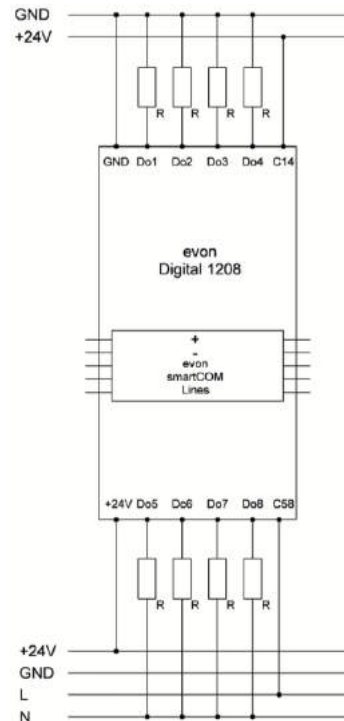 GND
+24V
R R R R
GND Do1 Do2 Do3 Do4 C14
evon
Digital 1208
+
-
evon
smartCOM
Lines
+24V Do5 Do6 Do7 Do8 C58
R R R R
+24V
GND
L
N